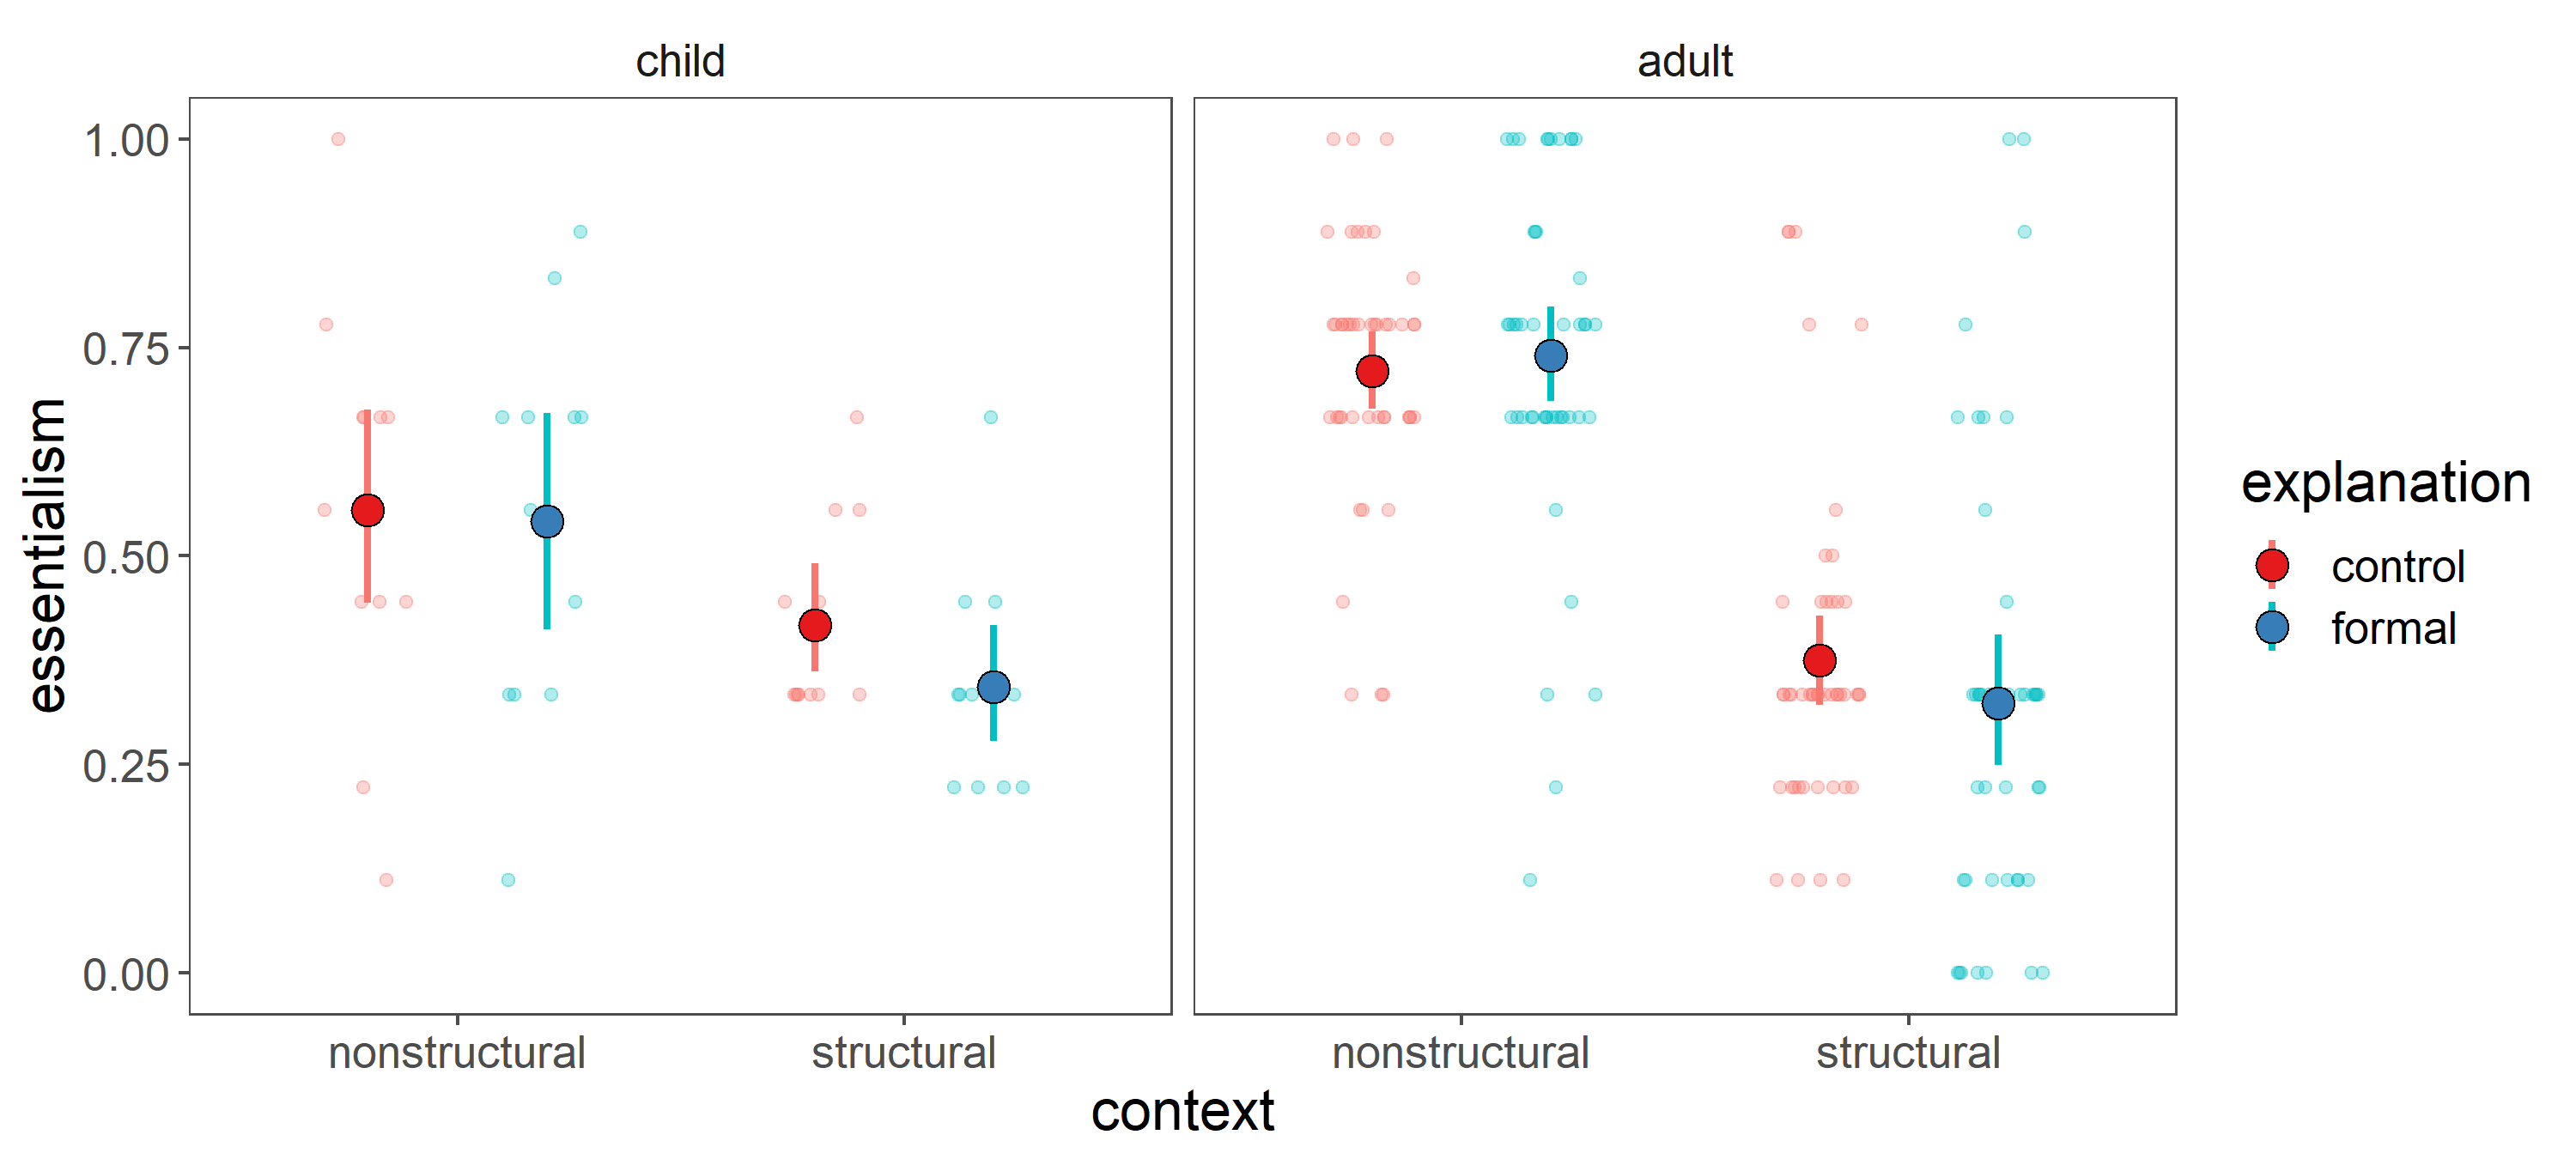 child
adult
1.00
0.75
0.50
0.25
0.00
essentialism
nonstructural
structural
nonstructural
structural
context
explanation
control
formal